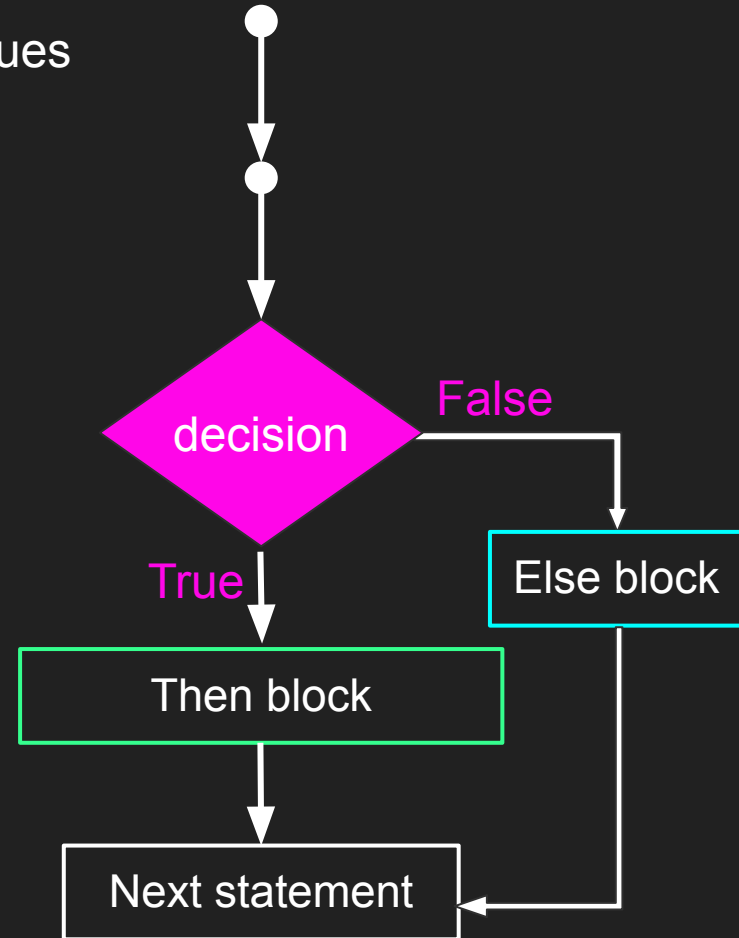 ues
decision
False
True
Else block
Then block
Next statement